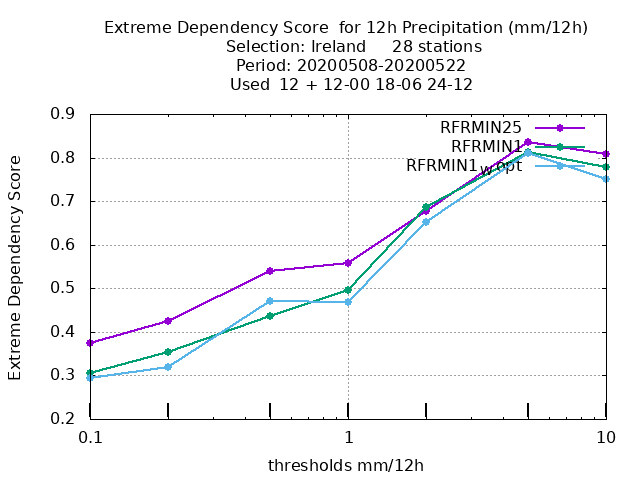 Extreme Dependency Score  for 12h Precipitation (mm/12h)
Selection: Ireland     28 stations
Period: 20200508-20200522
Used  12 + 12-00 18-06 24-12
RFRMIN25
RFRMIN1
RFRMIN1wopt
0.9
0.8
0.7
0.6
0.5
0.4
0.3
0.2
Extreme Dependency Score
0.1
1
10
thresholds mm/12h